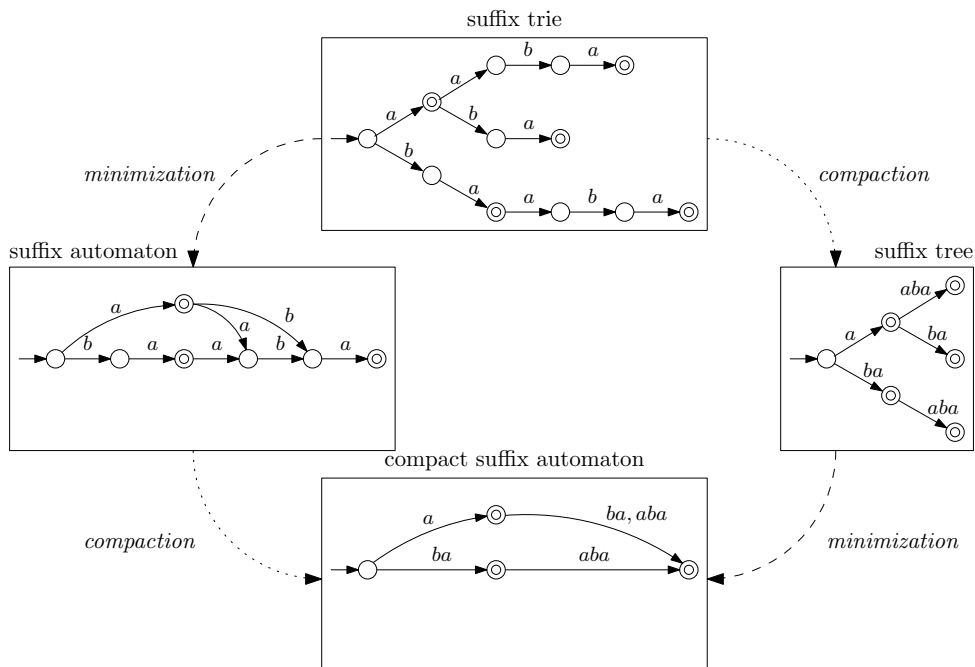 suffix trie
b a
a
a b a
b
a a b a
minimization compaction
suffix automaton suffix tree
a a b
b a a b a
aba
a ba
ba aba
compact suffix automaton
a ba, aba
ba aba
compaction minimization